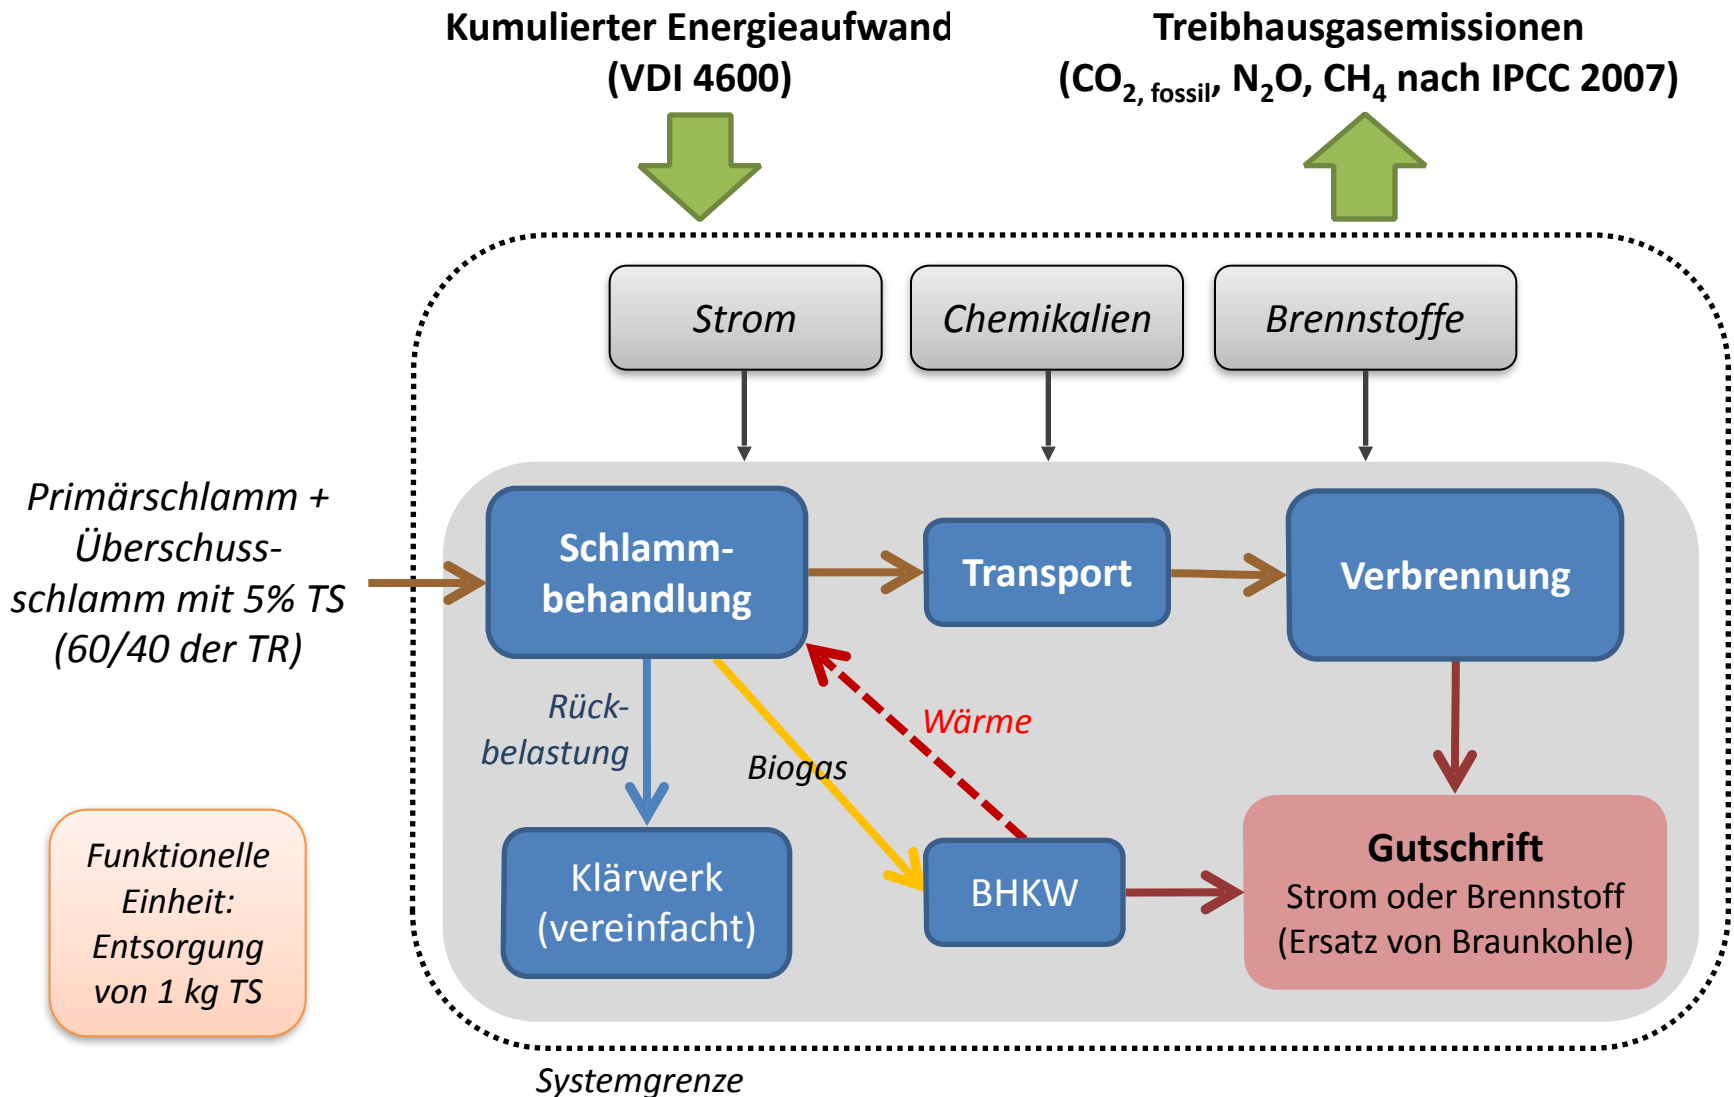 Kumulierter Energieaufwand
(VDI 4600)
Treibhausgasemissionen
(CO2, fossil, N2O, CH4 nach IPCC 2007)
Strom
Chemikalien
Brennstoffe
Primärschlamm +
Überschuss-
schlamm mit 5% TS
(60/40 der TR)
Schlamm-
behandlung
Transport
Verbrennung
Rück-
belastung
Biogas
Wärme
Klärwerk
(vereinfacht)
BHKW
Gutschrift
Strom oder Brennstoff
(Ersatz von Braunkohle)
Funktionelle
Einheit:
Entsorgung
von 1 kg TS
Systemgrenze